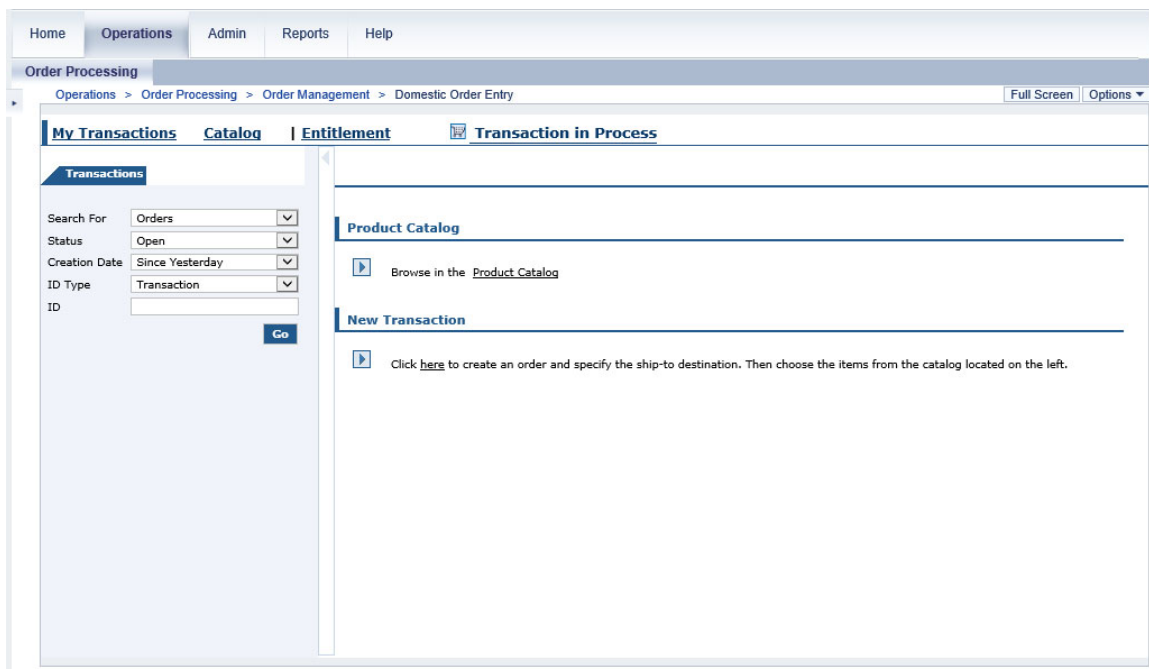 Home Operations Admin Reports Help
Order Processing
Operations > Order Processing > Order Management > Domestic Order Entry Full Screen Options
My Transactions Catalog | Entitlement Transaction in Process
Transactions
Search For Orders
Status Open
Creation Date Since Yesterday
ID Type Transaction
ID
Go
Product Catalog
Browse in the Product Catalog
New Transaction
Click here to create an order and specify the ship-to destination. Then choose the items from the catalog located on the left.